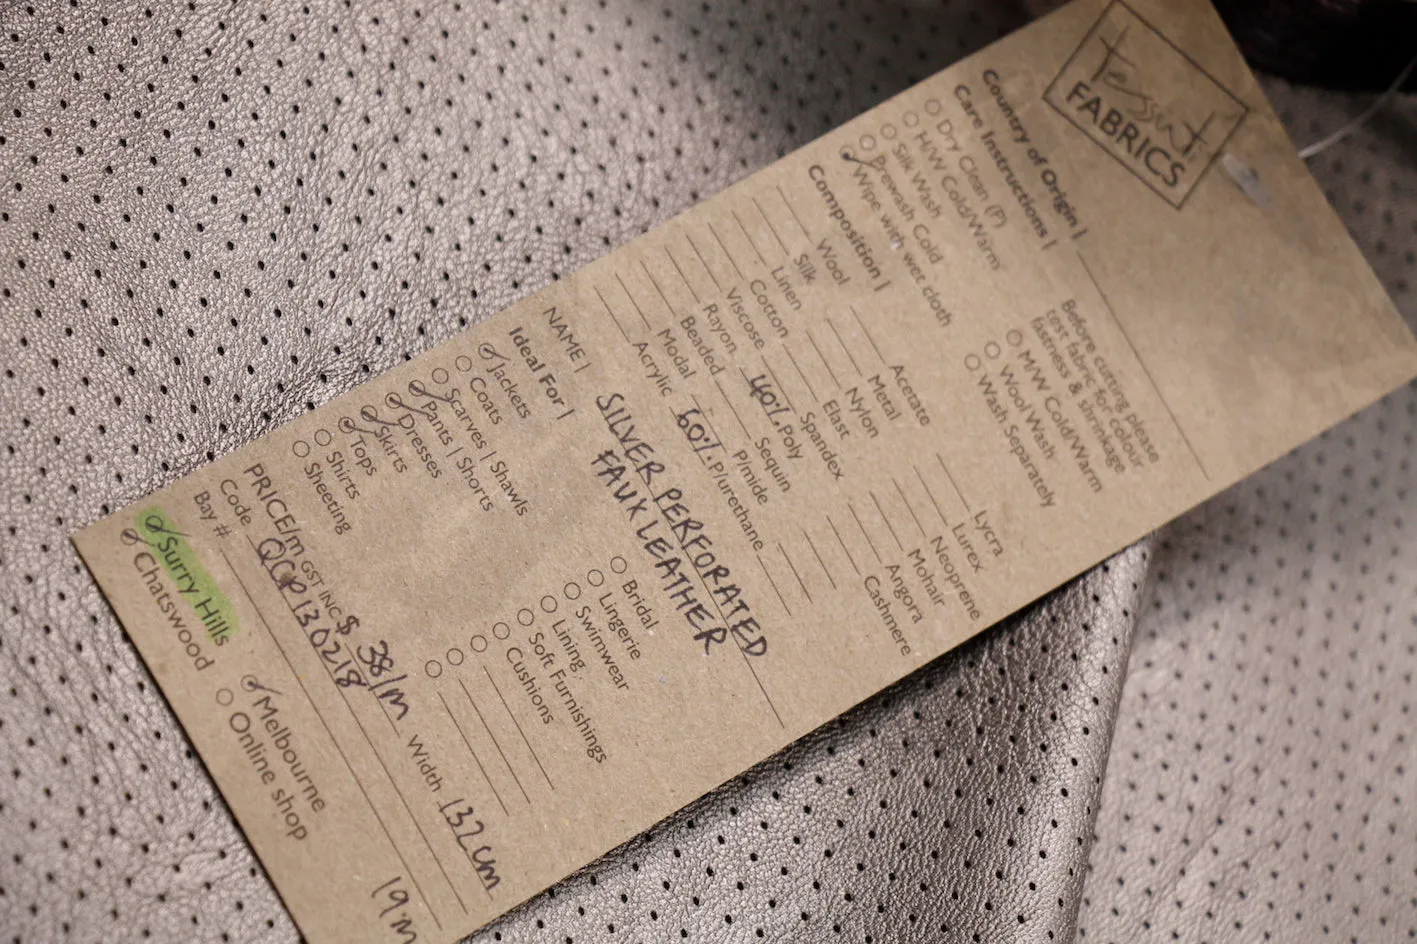 Tessuti
FABRICS
Country of Origin |
Care Instructions |
Dry Clean (P)
H/W Cold/Warm
Silk Wash
Prewash Cold
Wipe with wet cloth
Before cutting please
test fabric for colour
fastness & shrinkage
M/W Cold/Warm
Wool Wash
Wash Separately
Composition |
Wool
Silk
Linen
Cotton
Viscose
Rayon
Beaded
Modal
Acrylic
Acetate
Metal
Nylon
Elast
Spandex
40% Poly
Sequin
P/mide
60% P/urethane
Lycra
Lurex
Neoprene
Mohair
Angora
Cashmere
NAME | SILVER PERFORATED
FAUX LEATHER
Ideal For |
Jackets
Coats
Scarves | Shawls
Pants | Shorts
Dresses
Skirts
Tops
Shirts
Sheeting
Bridal
Lingerie
Swimwear
Lining
Soft Furnishings
Cushions
PRICE/m GST INC $ 38/m Width 132cm
Code QCP130218
Bay #
19m
Surry Hills
Chatswood
Melbourne
Online shop